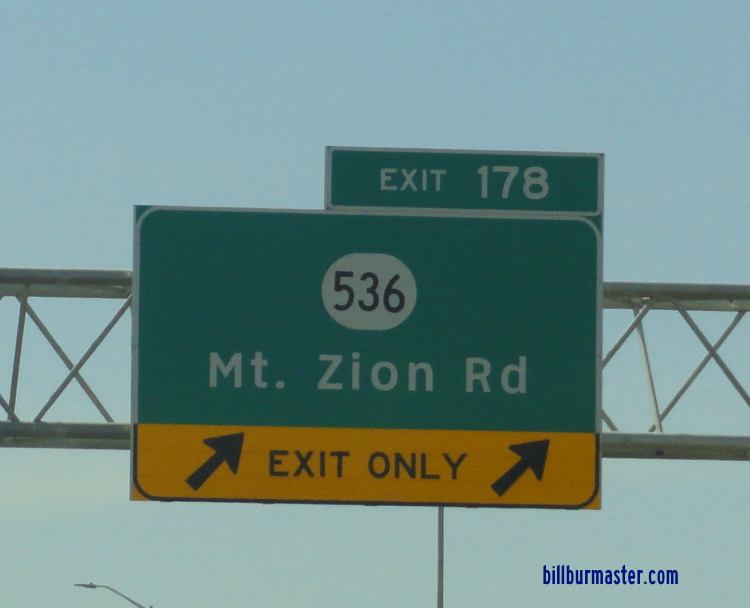 EXIT 178
536
Mt. Zion Rd
EXIT ONLY
billburmaster.com